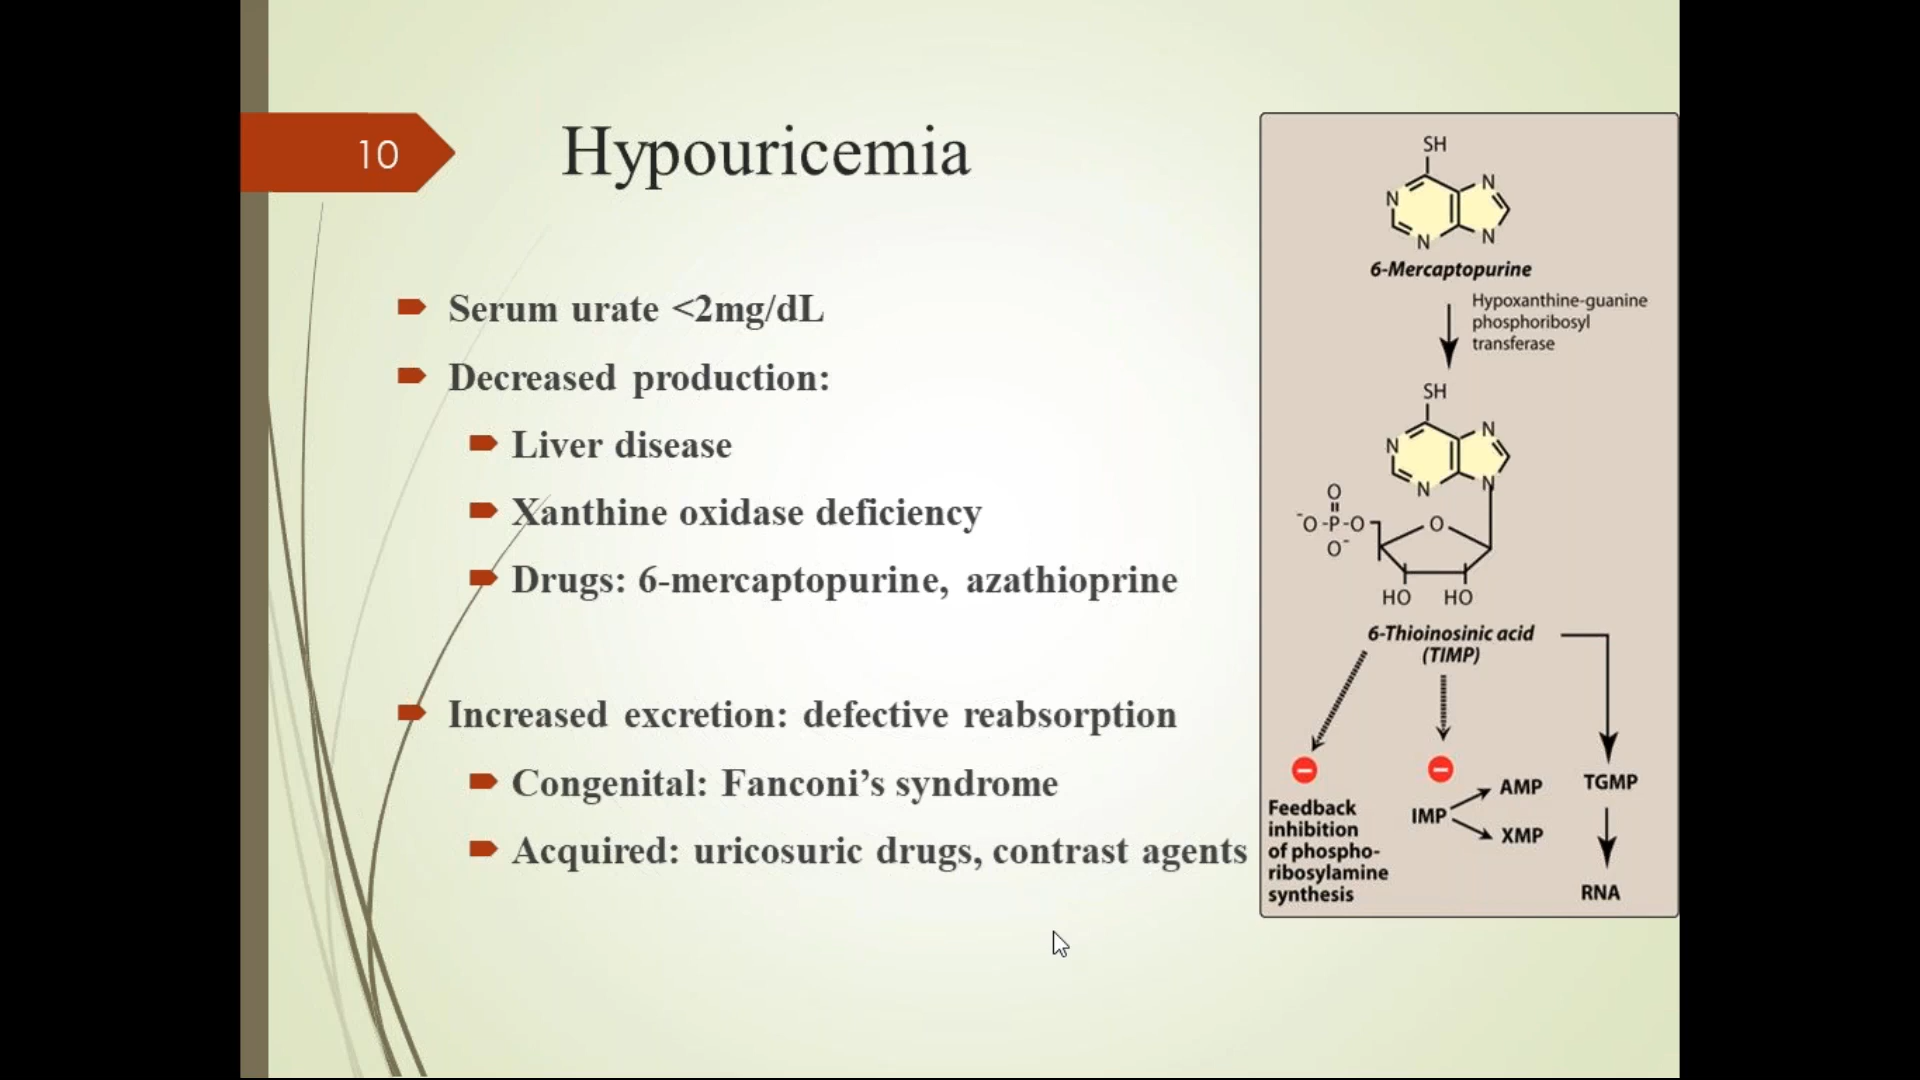 10
Hypouricemia
Serum urate <2mg/dL
Decreased production:
Liver disease
Xanthine oxidase deficiency
Drugs: 6-mercaptopurine, azathioprine
Increased excretion: defective reabsorption
Congenital: Fanconi’s syndrome
Acquired: uricosuric drugs, contrast agents
SH
N
N
N
N
6-Mercaptopurine
Hypoxanthine-guanine
phosphoribosyl
transferase
SH
N
N
N
N
O
⁻O-P-O
O⁻
O
HO HO
6-Thioinosinic acid
(TIMP)
Feedback
inhibition
of phospho-
ribosylamine
synthesis
IMP
AMP
XMP
TGMP
RNA